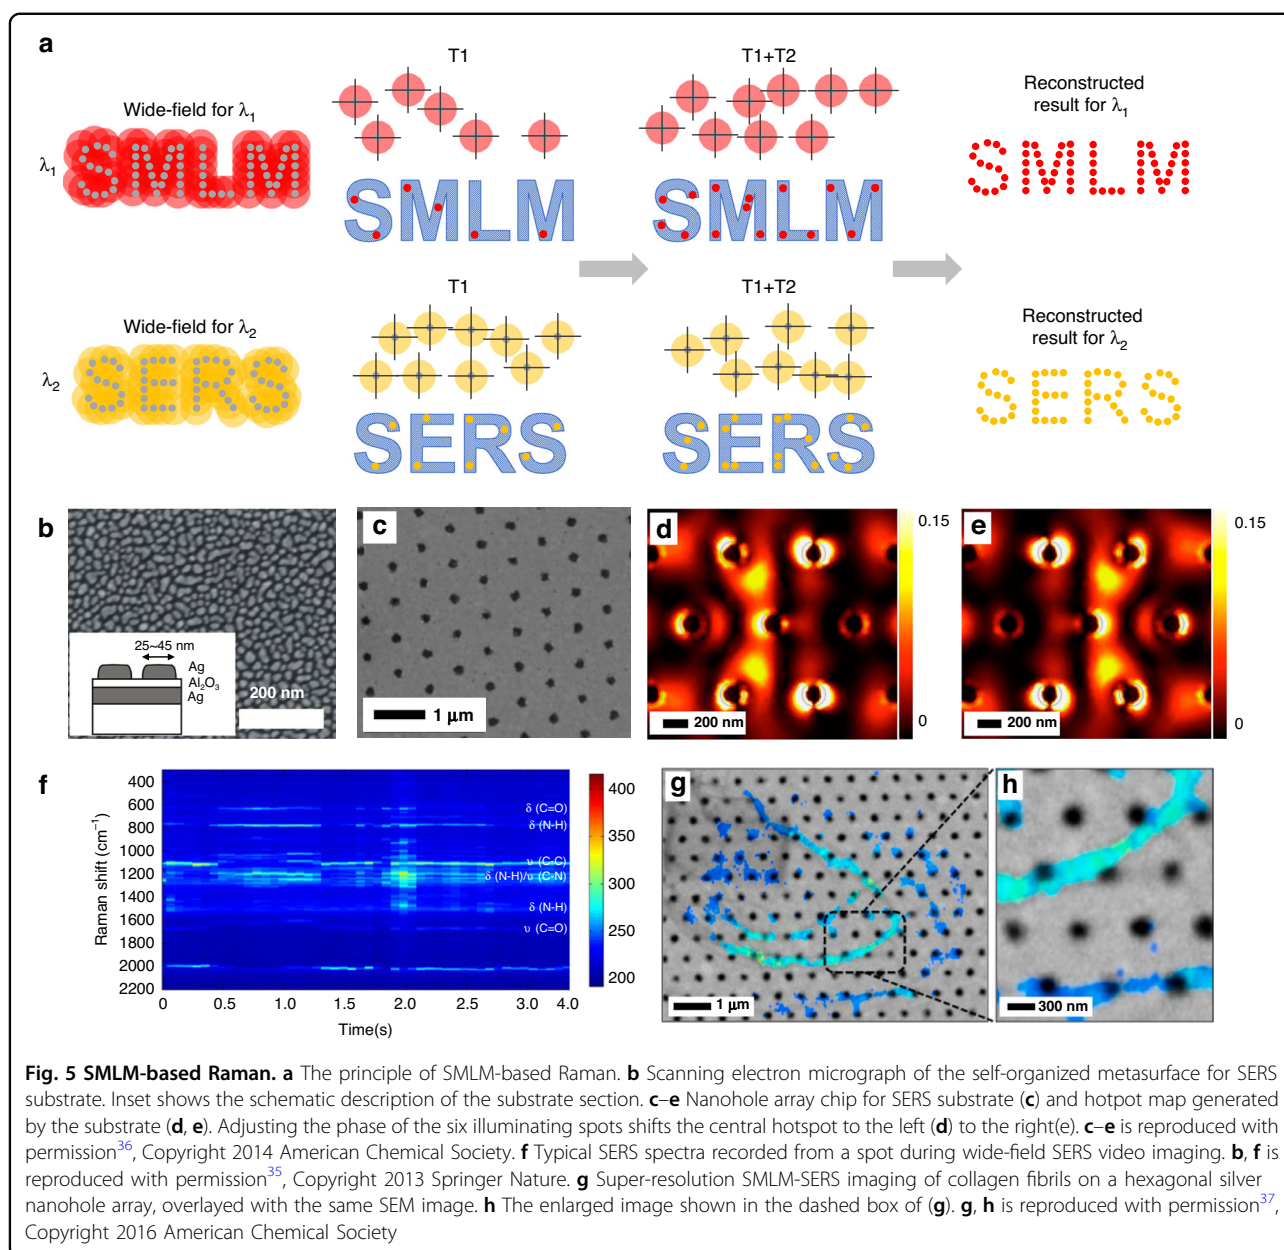 a
T1
T1+T2
Wide-field for λ1
Reconstructed
result for λ1
λ1
SMLM
SMLM
SMLM
SMLM
T1
T1+T2
Wide-field for λ2
Reconstructed
result for λ2
λ2
SERS
SERS
SERS
SERS
b
25~45 nm
Ag
Al2O3
Ag
200 nm
c
1 μm
d
200 nm
0.15
0
e
200 nm
0.15
0
f
Raman shift (cm⁻¹)
400
600
800
1000
1200
1400
1600
1800
2000
2200
δ (C=O)
δ (N-H)
υ (C-C)
δ (N-H)/υ (C-N)
δ (N-H)
υ (C=O)
0
0.5
1.0
1.5
2.0
2.5
3.0
3.5
4.0
Time(s)
400
350
300
250
200
g
1 μm
h
300 nm
Fig. 5 SMLM-based Raman. a The principle of SMLM-based Raman. b Scanning electron micrograph of the self-organized metasurface for SERS
substrate. Inset shows the schematic description of the substrate section. c–e Nanohole array chip for SERS substrate (c) and hotpot map generated
by the substrate (d, e). Adjusting the phase of the six illuminating spots shifts the central hotspot to the left (d) to the right(e). c–e is reproduced with
permission36, Copyright 2014 American Chemical Society. f Typical SERS spectra recorded from a spot during wide-field SERS video imaging. b, f is
reproduced with permission35, Copyright 2013 Springer Nature. g Super-resolution SMLM-SERS imaging of collagen fibrils on a hexagonal silver
nanohole array, overlayed with the same SEM image. h The enlarged image shown in the dashed box of (g). g, h is reproduced with permission37,
Copyright 2016 American Chemical Society